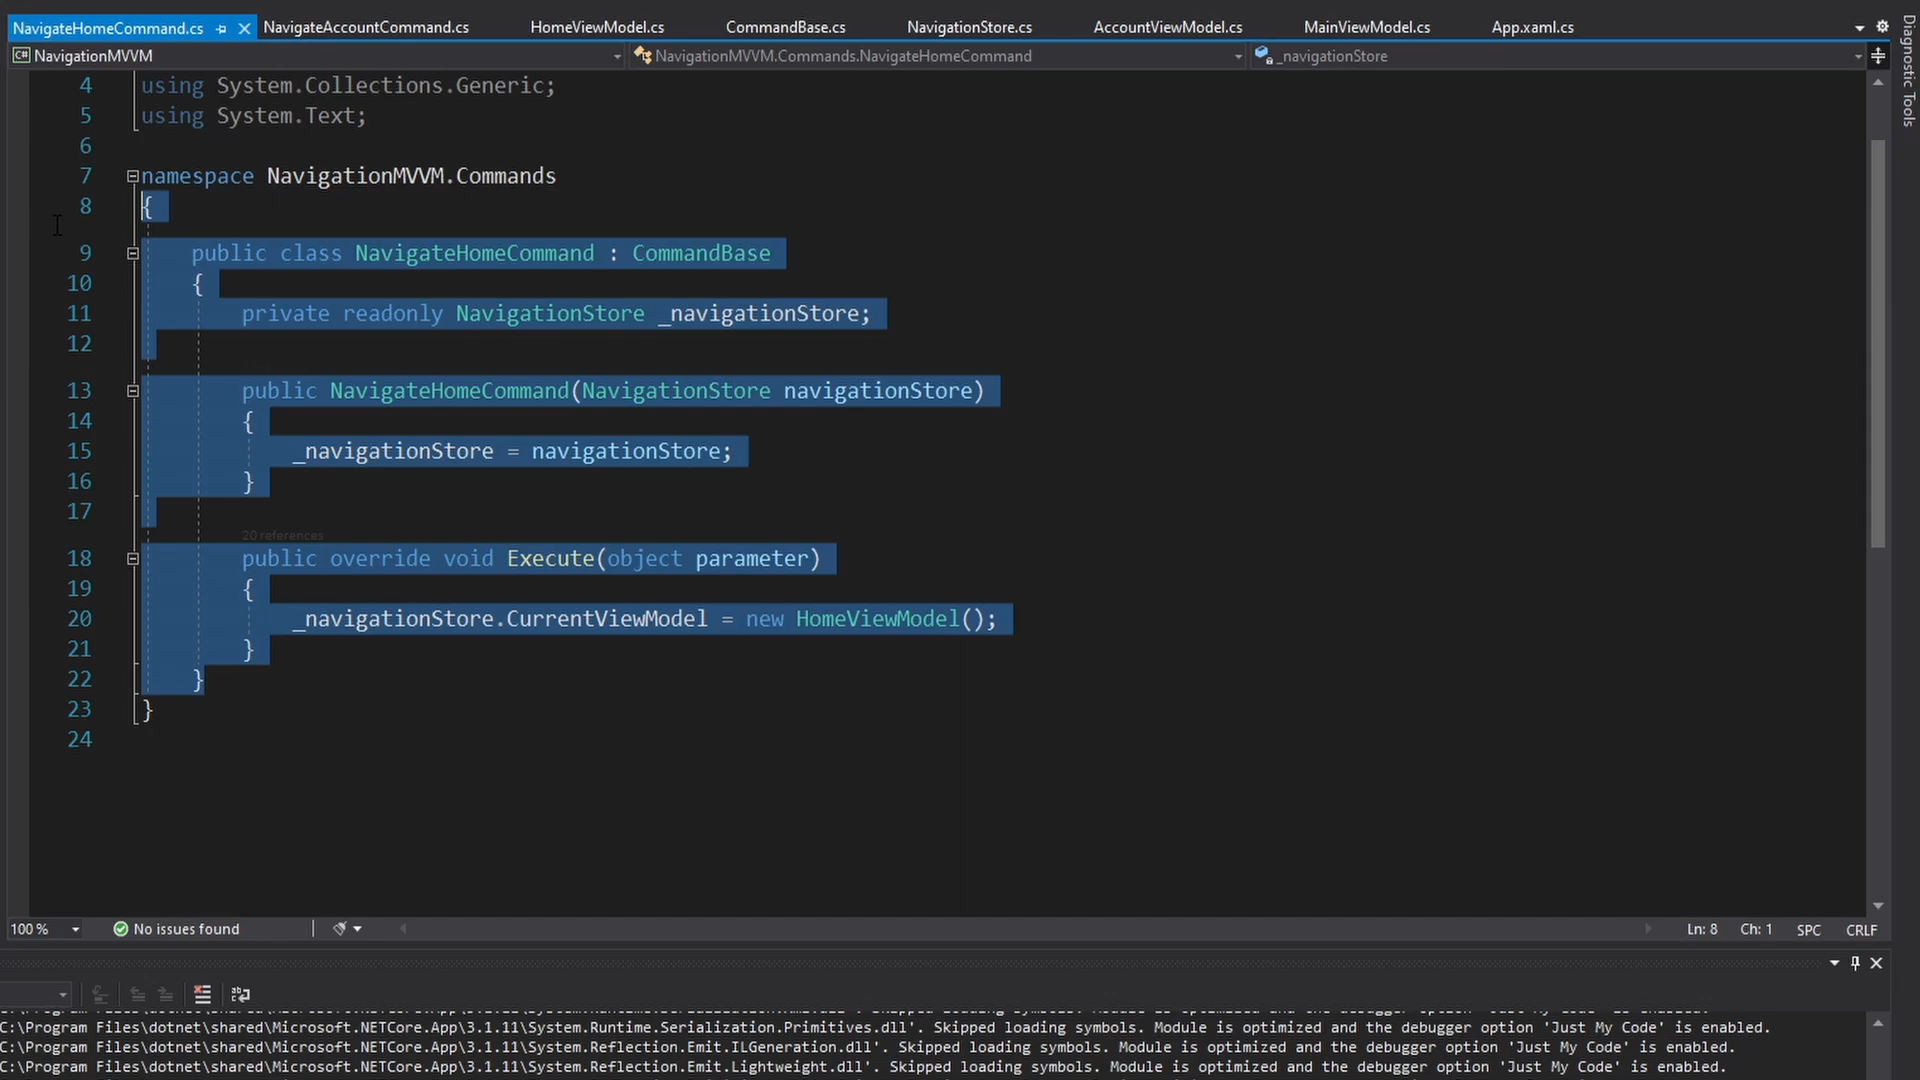 NavigateHomeCommand.cs NavigateAccountCommand.cs HomeViewModel.cs CommandBase.cs NavigationStore.cs AccountViewModel.cs MainViewModel.cs App.xaml.cs
Diagnostic Tools
C# NavigationMVVM NavigationMVVM.Commands.NavigateHomeCommand _navigationStore
4 using System.Collections.Generic;
5 using System.Text;
6
7 namespace NavigationMVVM.Commands
8 {
9 public class NavigateHomeCommand : CommandBase
10 {
11 private readonly NavigationStore _navigationStore;
12
13 public NavigateHomeCommand(NavigationStore navigationStore)
14 {
15 _navigationStore = navigationStore;
16 }
17
20 references
18 public override void Execute(object parameter)
19 {
20 _navigationStore.CurrentViewModel = new HomeViewModel();
21 }
22 }
23 }
24
100 % No issues found Ln: 8 Ch: 1 SPC CRLF
C:\Program Files\dotnet\shared\Microsoft.NETCore.App\3.1.11\System.Runtime.Serialization.Primitives.dll'. Skipped loading symbols. Module is optimized and the debugger option 'Just My Code' is enabled.
C:\Program Files\dotnet\shared\Microsoft.NETCore.App\3.1.11\System.Reflection.Emit.ILGeneration.dll'. Skipped loading symbols. Module is optimized and the debugger option 'Just My Code' is enabled.
C:\Program Files\dotnet\shared\Microsoft.NETCore.App\3.1.11\System.Reflection.Emit.Lightweight.dll'. Skipped loading symbols. Module is optimized and the debugger option 'Just My Code' is enabled.